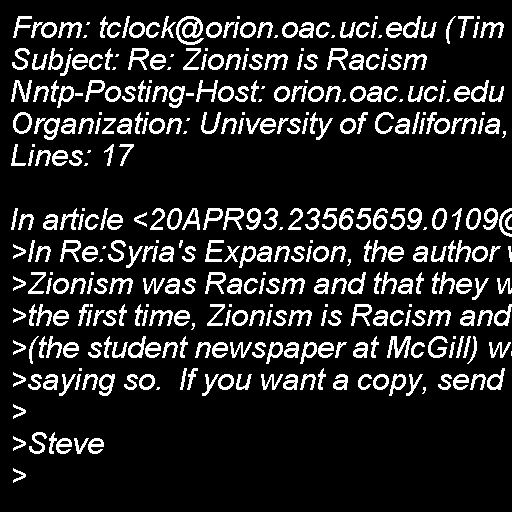 From: tclock@orion.oac.uci.edu (Tim
Subject: Re: Zionism is Racism
Nntp-Posting-Host: orion.oac.uci.edu
Organization: University of California,
Lines: 17

In article <20APR93.23565659.0109@
>In Re:Syria's Expansion, the author
>Zionism was Racism and that they
>the first time, Zionism is Racism and
>(the student newspaper at McGill)
>saying so.  If you want a copy, send
>
>Steve
>